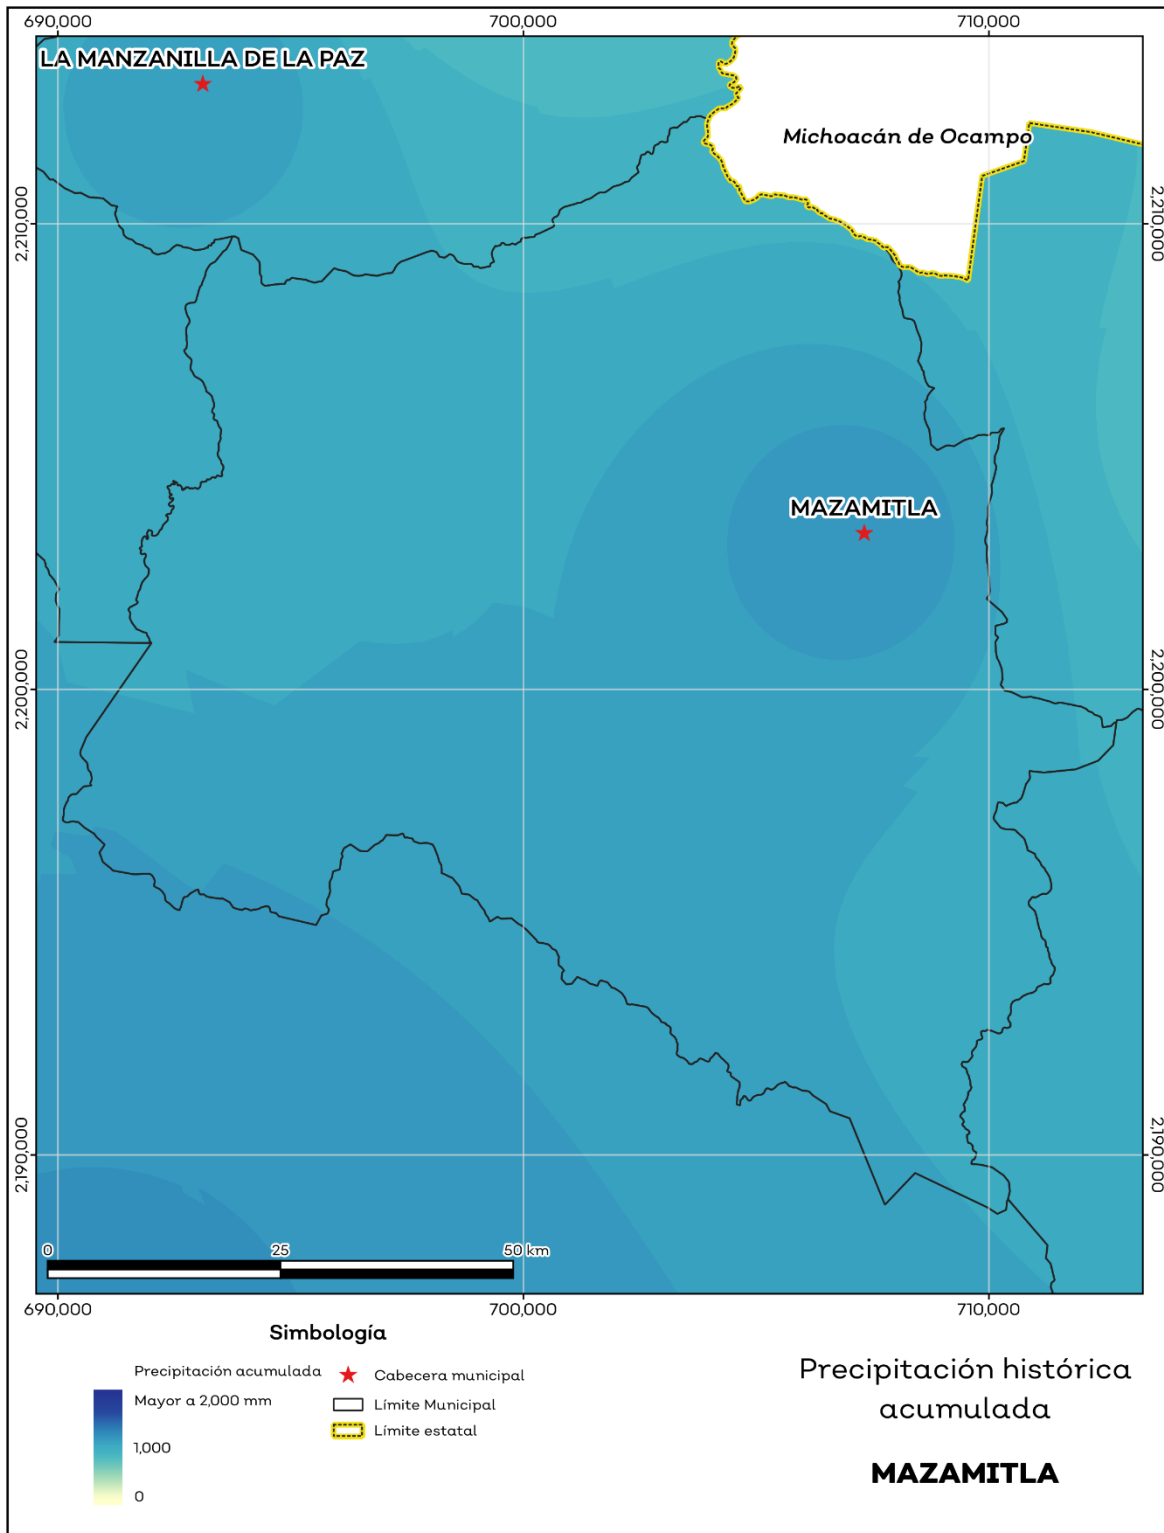 690,000
700,000
710,000
LA MANZANILLA DE LA PAZ
Michoacán de Ocampo
2,210,000
2,210,000
MAZAMITLA
2,200,000
2,200,000
2,190,000
2,190,000
0
25
50 km
690,000
700,000
710,000
Simbología
Precipitación acumulada
Mayor a 2,000 mm
1,000
0
Cabecera municipal
Límite Municipal
Límite estatal
Precipitación histórica
acumulada
MAZAMITLA